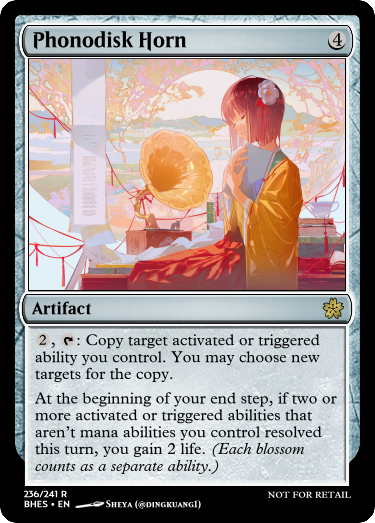 Phonodisk Horn 4
Artifact
2, T: Copy target activated or triggered
ability you control. You may choose new
targets for the copy.
At the beginning of your end step, if two or
more activated or triggered abilities that
aren't mana abilities you control resolved
this turn, you gain 2 life. (Each blossom
counts as a separate ability.)
236/241 R
BHES • EN Sheya (@dingkuang1)
NOT FOR RETAIL